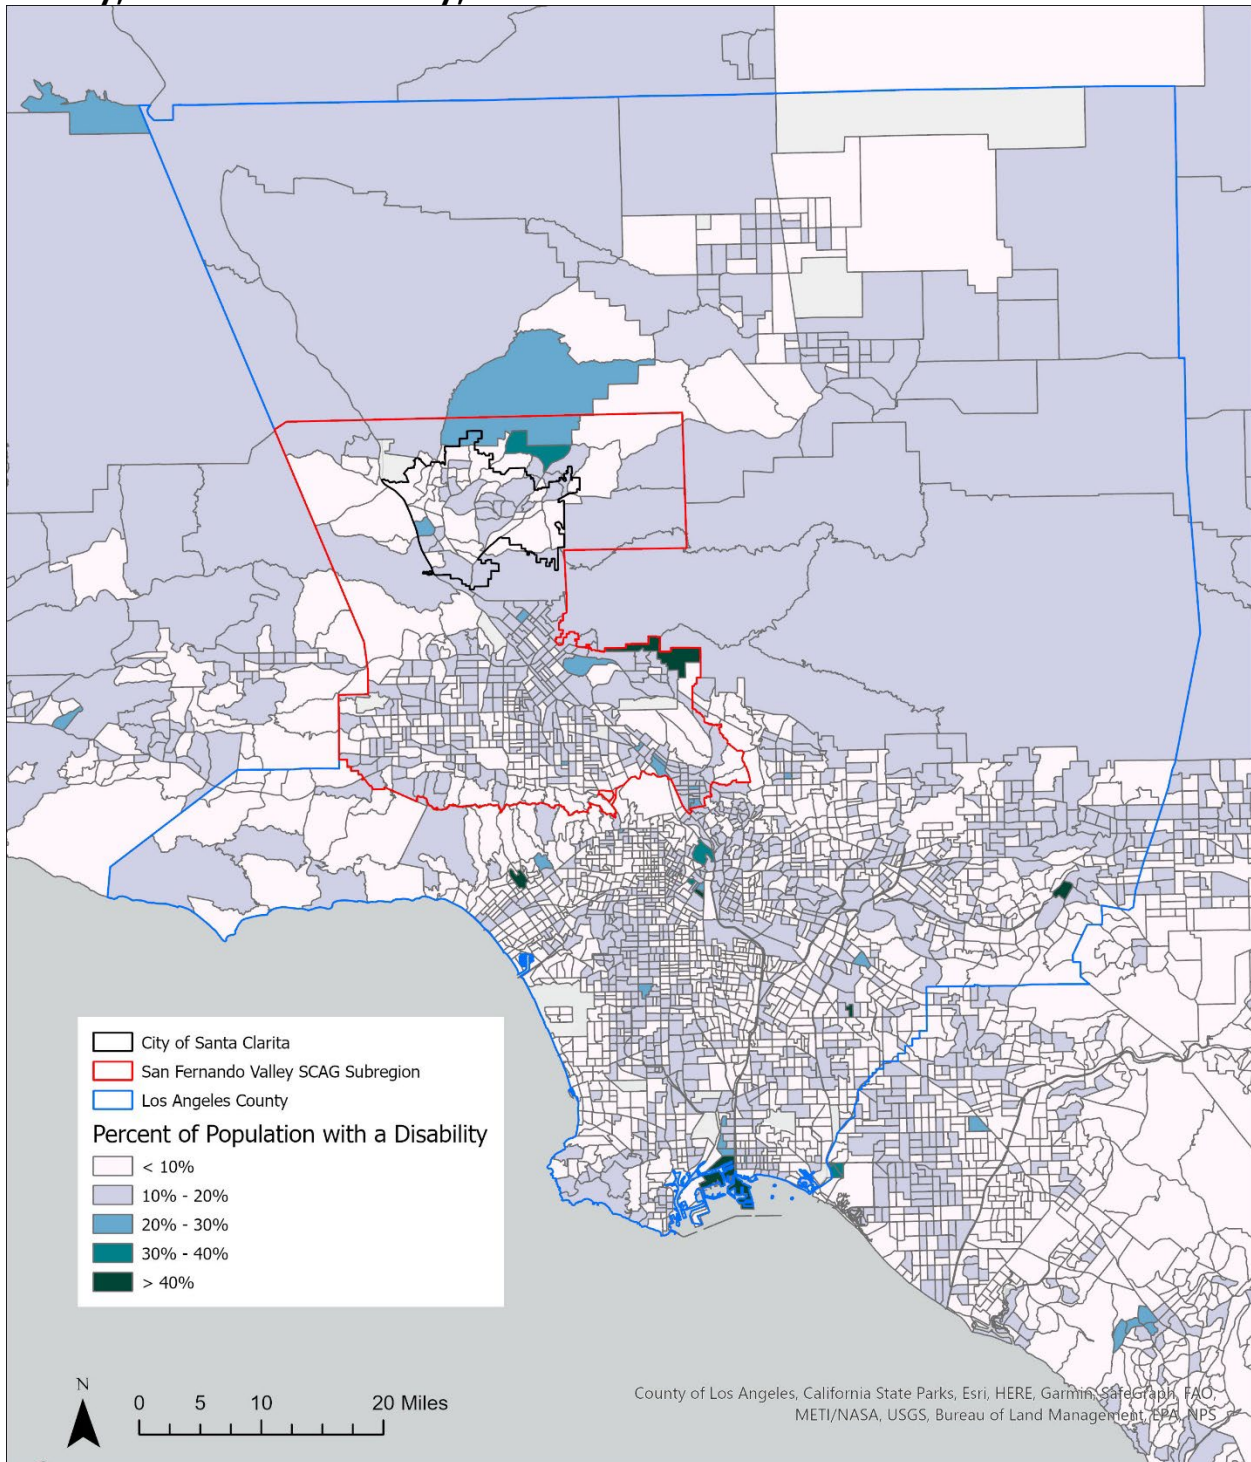 City of Santa Clarita
San Fernando Valley SCAG Subregion
Los Angeles County
Percent of Population with a Disability
< 10%
10% - 20%
20% - 30%
30% - 40%
> 40%
N
0 5 10 20 Miles
County of Los Angeles, California State Parks, Esri, HERE, Garmin, SafeGraph, FAO,
METI/NASA, USGS, Bureau of Land Management, EPA, NPS